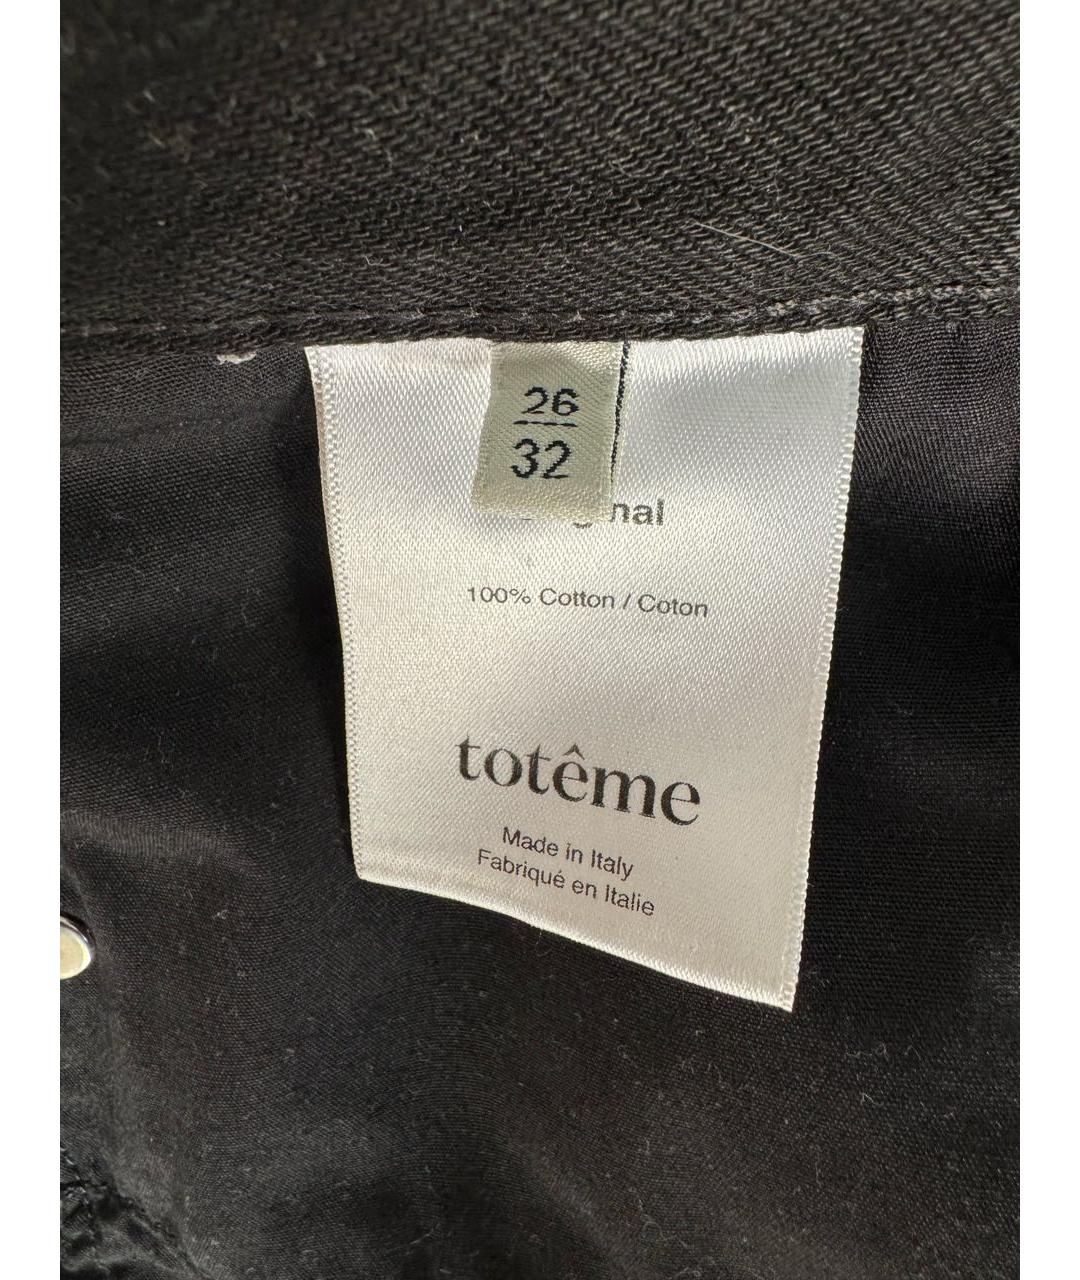 26
32
100% Cotton / Coton
totême
Made in Italy
Fabriqué en Italie